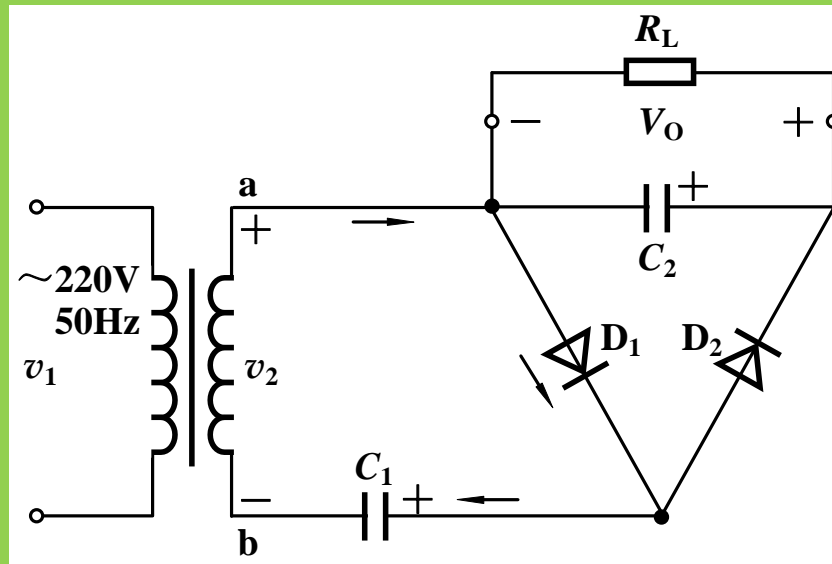 R_L
− V_O +
a
+
+
C_2
~220V
50Hz
v_1
v_2
D_1
D_2
−
C_1
+
b